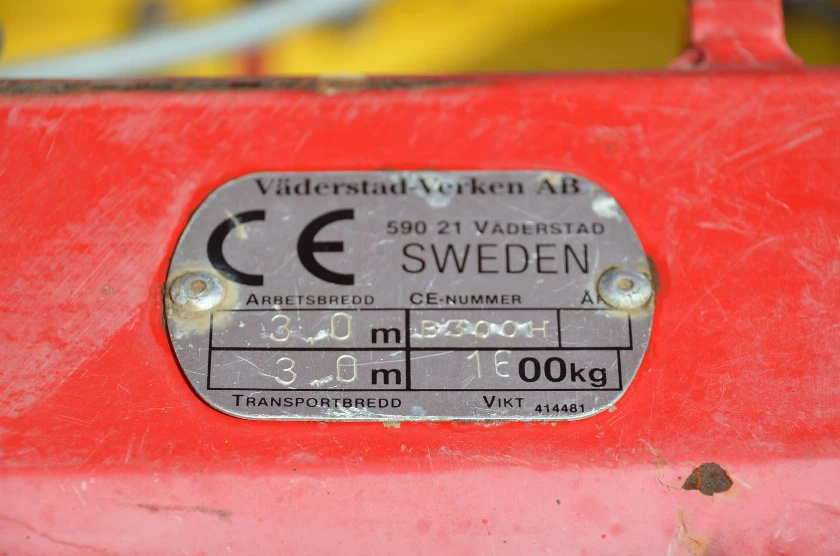 Väderstad-Verken AB
CE
590 21 VÄDERSTAD
SWEDEN
ARBETSBREDD CE-NUMMER
3,0 m B300H
3,0 m 00kg
TRANSPORTBREDD VIKT 414481